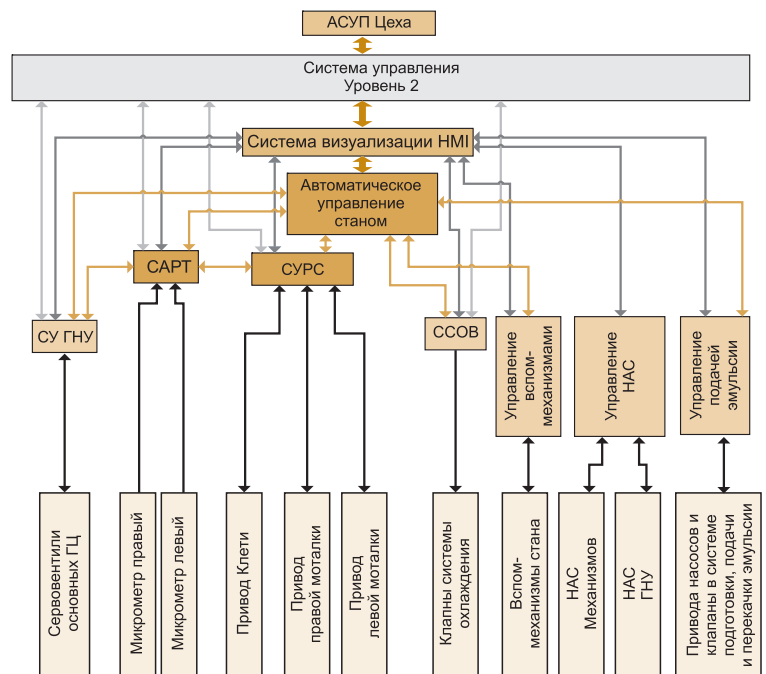 АСУП Цеха
Система управления
Уровень 2
Система визуализации HMI
Автоматическое
управление
станом
САРТ
СУРС
СУ ГНУ
ССОВ
Управление
вспом-
механизмами
Управление
НАС
Управление
подачей
эмульсии
Сервовентили
основных ГЦ
Микрометр правый
Микрометр левый
Привод Клети
Привод
правой моталки
Привод
левой моталки
Клапны системы
охлаждения
Вспом-
механизмы стана
НАС
Механизмов
НАС
ГНУ
Привода насосов и
клапаны в системе
подготовки, подачи
и перекачки эмульсии